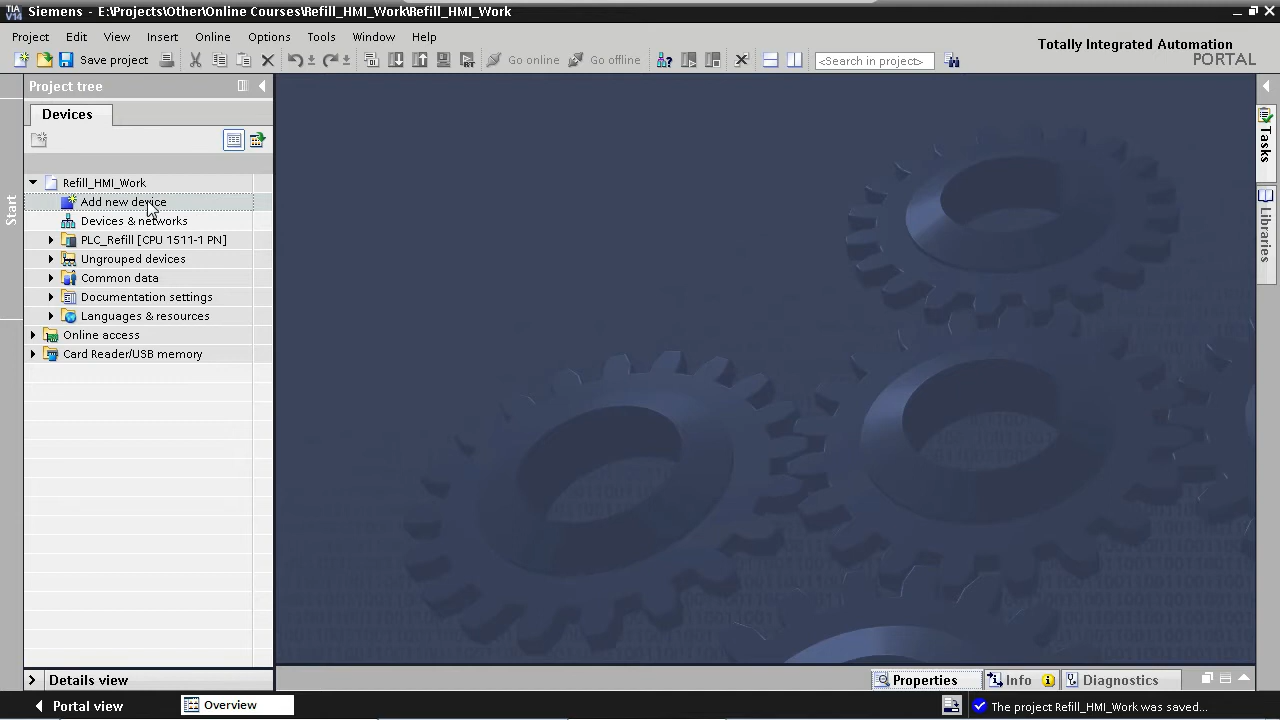 TIA
V14
Siemens - E:\Projects\Other\Online Courses\Refill_HMI_Work\Refill_HMI_Work
Project Edit View Insert Online Options Tools Window Help
Totally Integrated Automation
PORTAL
Save project
Go online
Go offline
<Search in project>
Project tree
Devices
Start
Refill_HMI_Work
Add new device
Devices & networks
PLC_Refill [CPU 1511-1 PN]
Ungrouped devices
Common data
Documentation settings
Languages & resources
Online access
Card Reader/USB memory
Tasks
Libraries
Details view
Properties
Info
Diagnostics
Portal view
Overview
The project Refill_HMI_Work was saved...